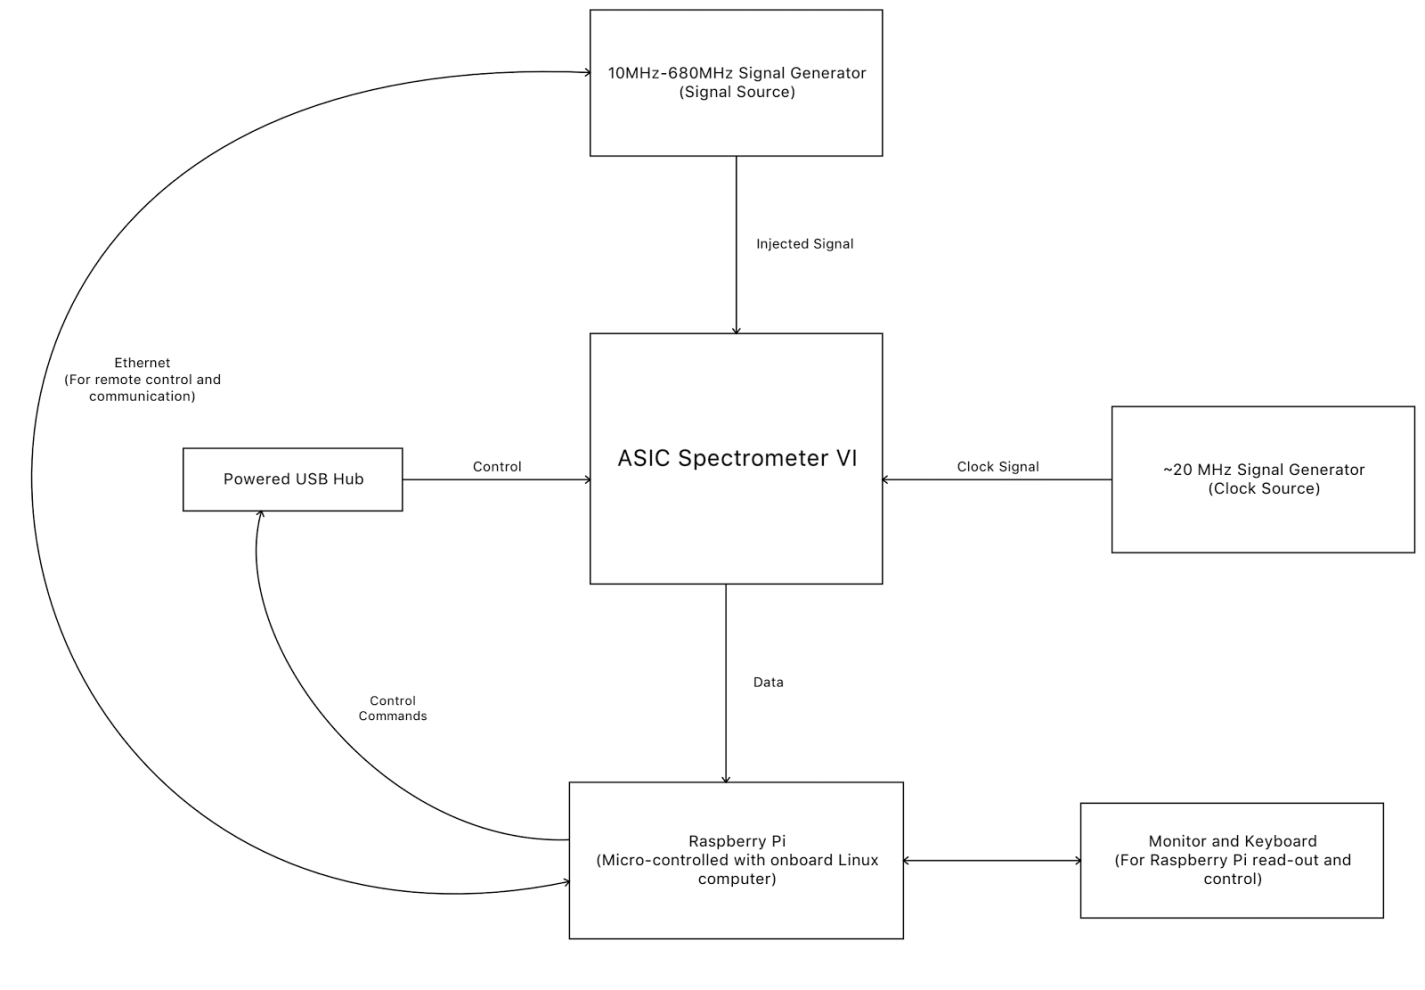 10MHz-680MHz Signal Generator
(Signal Source)
Injected Signal
Ethernet
(For remote control and
communication)
Powered USB Hub
Control
ASIC Spectrometer VI
Clock Signal
~20 MHz Signal Generator
(Clock Source)
Control
Commands
Data
Raspberry Pi
(Micro-controlled with onboard Linux
computer)
Monitor and Keyboard
(For Raspberry Pi read-out and
control)